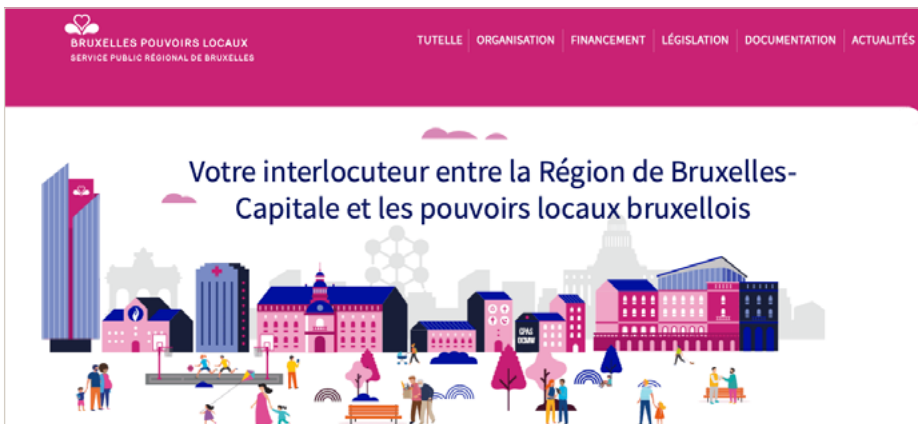 BRUXELLES POUVOIRS LOCAUX
SERVICE PUBLIC RÉGIONAL DE BRUXELLES
TUTELLE ORGANISATION FINANCEMENT LÉGISLATION DOCUMENTATION ACTUALITÉS
Votre interlocuteur entre la Région de Bruxelles-
Capitale et les pouvoirs locaux bruxellois
CPAS
OCMW